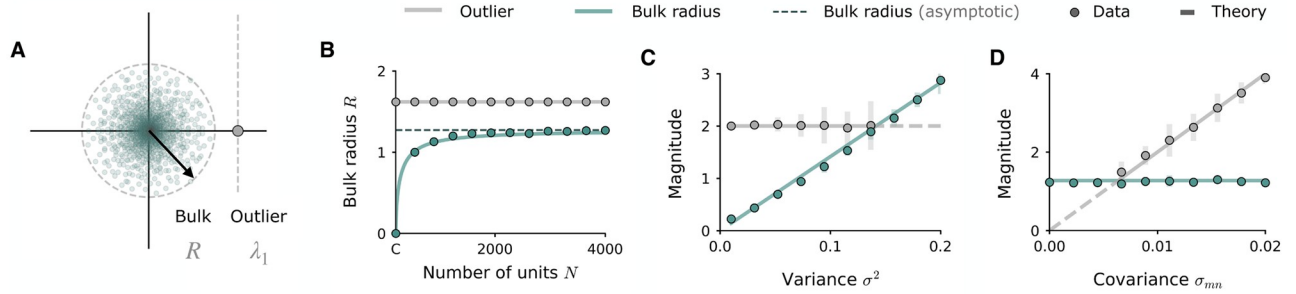 Outlier Bulk radius Bulk radius (asymptotic) Data Theory
A
Bulk Outlier
R λ₁
B
Bulk radius R
2
1
0
C 2000 4000
Number of units N
C
Magnitude
3
2
1
0
0.0 0.1 0.2
Variance σ²
D
Magnitude
4
2
0
0.00 0.01 0.02
Covariance σₘₙ